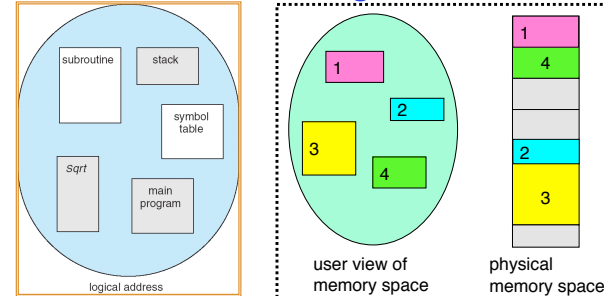 subroutine
stack
symbol
table
Sqrt
main
program
logical address
1
2
3
4
user view of
memory space
1
4
2
3
physical
memory space